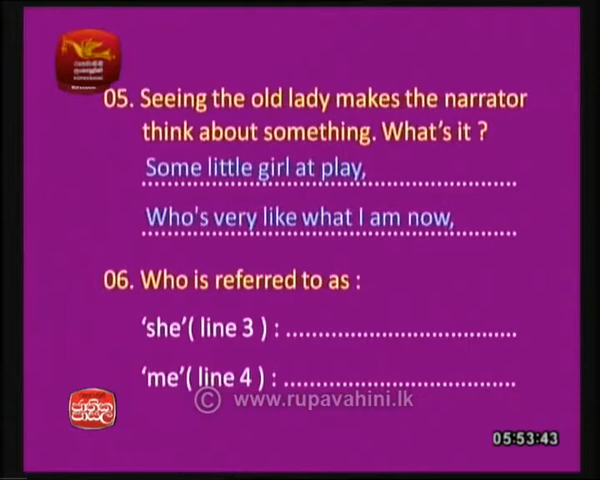 05. Seeing the old lady makes the narrator
think about something. What's it ?
Some little girl at play,
Who's very like what I am now,
06. Who is referred to as :
'she'( line 3 ) : ......................................
'me'( line 4 ) : ......................................
© www.rupavahini.lk
05:53:43